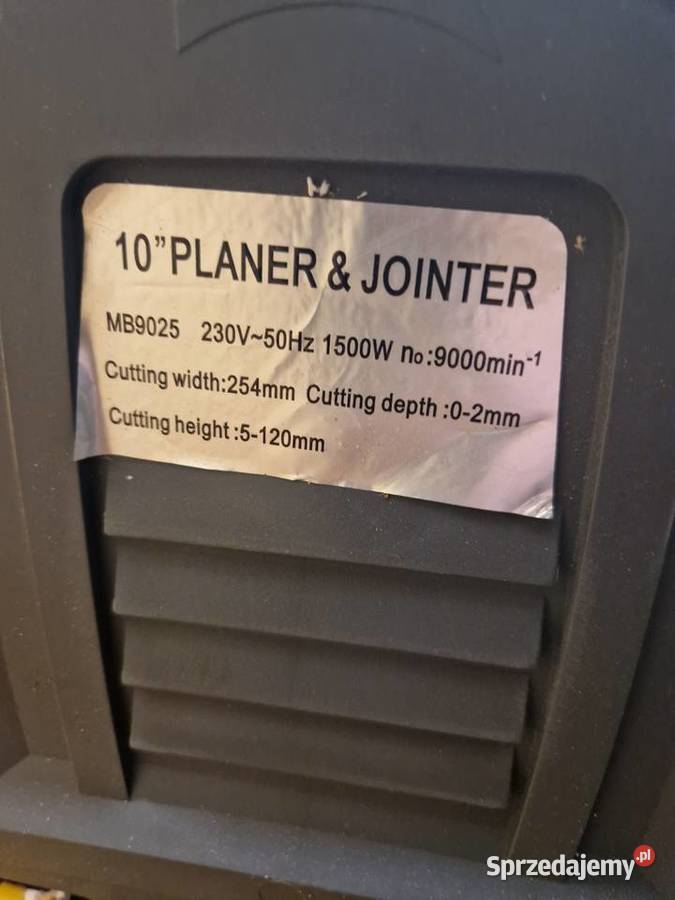 10”PLANER & JOINTER
MB9025 230V~50Hz 1500W no:9000min-1
Cutting width:254mm Cutting depth :0-2mm
Cutting height :5-120mm
Sprzedajemy.pl